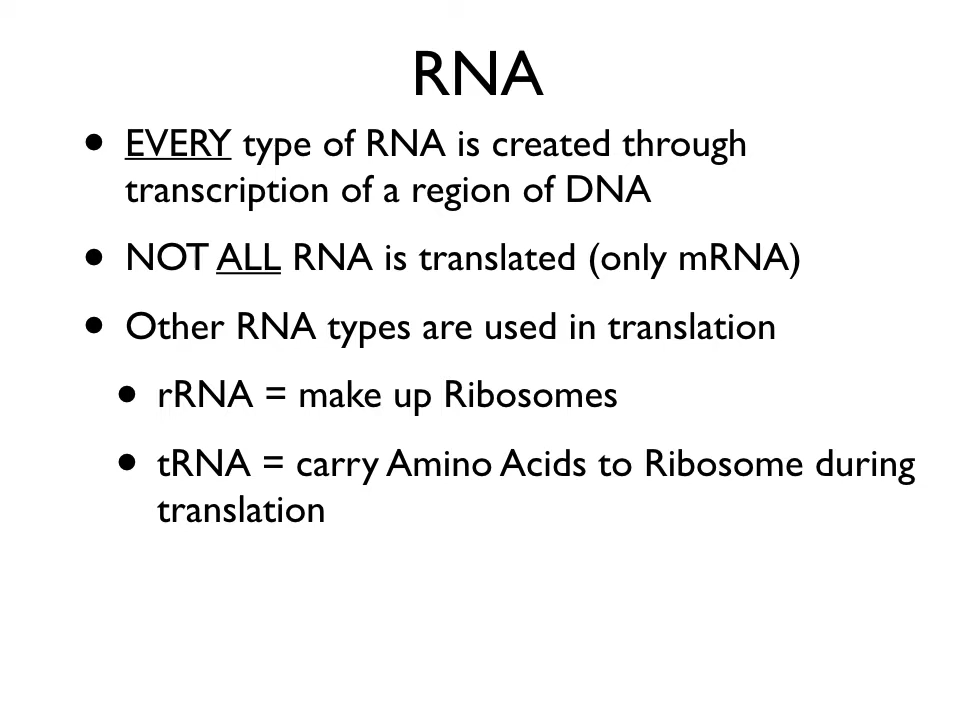 RNA
• EVERY type of RNA is created through
transcription of a region of DNA
• NOT ALL RNA is translated (only mRNA)
• Other RNA types are used in translation
• rRNA = make up Ribosomes
• tRNA = carry Amino Acids to Ribosome during
translation